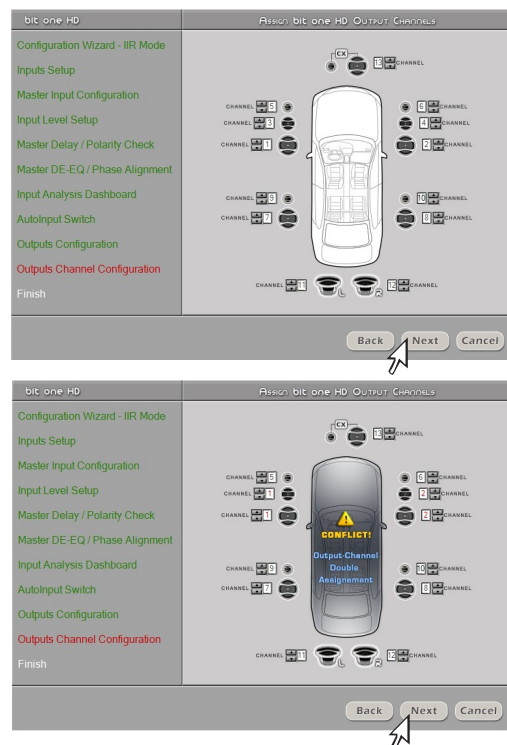 bit one HD
Assign bit one HD Output Channels
Configuration Wizard - IIR Mode
Inputs Setup
Master Input Configuration
Input Level Setup
Master Delay / Polarity Check
Master DE-EQ / Phase Alignment
Input Analysis Dashboard
AutoInput Switch
Outputs Configuration
Outputs Channel Configuration
Finish
CX
13 CHANNEL
CHANNEL 5
6 CHANNEL
CHANNEL 3
4 CHANNEL
CHANNEL 1
2 CHANNEL
CHANNEL 9
10 CHANNEL
CHANNEL 7
8 CHANNEL
CHANNEL 11
L
R
12 CHANNEL
Back
Next
Cancel
bit one HD
Assign bit one HD Output Channels
Configuration Wizard - IIR Mode
Inputs Setup
Master Input Configuration
Input Level Setup
Master Delay / Polarity Check
Master DE-EQ / Phase Alignment
Input Analysis Dashboard
AutoInput Switch
Outputs Configuration
Outputs Channel Configuration
Finish
CX
13 CHANNEL
CHANNEL 5
6 CHANNEL
CHANNEL 1
2 CHANNEL
CHANNEL 1
2 CHANNEL
CONFLICT!
Output-Channel
Double
Assignement
CHANNEL 9
10 CHANNEL
CHANNEL 7
8 CHANNEL
CHANNEL 11
L
R
12 CHANNEL
Back
Next
Cancel